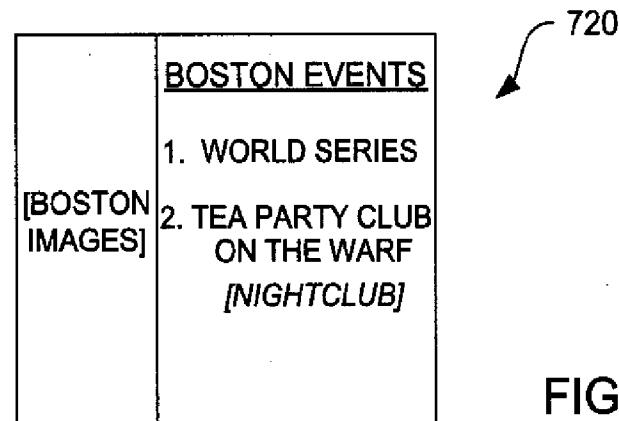 720
BOSTON EVENTS
1. WORLD SERIES
[BOSTON
IMAGES]
2. TEA PARTY CLUB
ON THE WARF
[NIGHTCLUB]
FIG